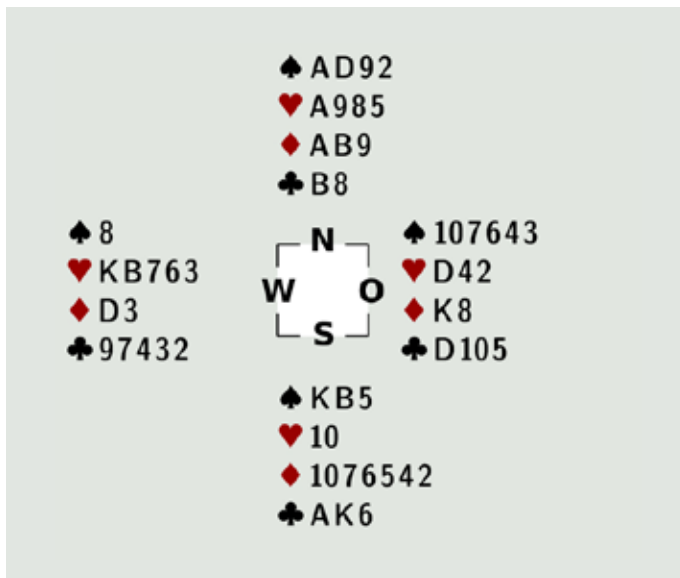 ♠ AD92
♥ A985
♦ AB9
♣ B8
♠ 8
♥ KB763
♦ D3
♣ 97432
N
W O
S
♠ 107643
♥ D42
♦ K8
♣ D105
♠ KB5
♥ 10
♦ 1076542
♣ AK6